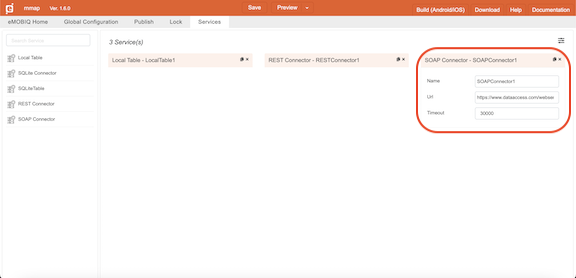 mmap Ver. 1.6.0 Save Preview Build (Android/iOS) Download Help Documentation
eMOBIQ Home Global Configuration Publish Lock Services
Search Service
3 Service(s)
Local Table
SQLite Connector
SQLiteTable
REST Connector
SOAP Connector
Local Table - LocalTable1
REST Connector - RESTConnector1
SOAP Connector - SOAPConnector1
Name SOAPConnector1
Url https://www.dataaccess.com/webser
Timeout 30000